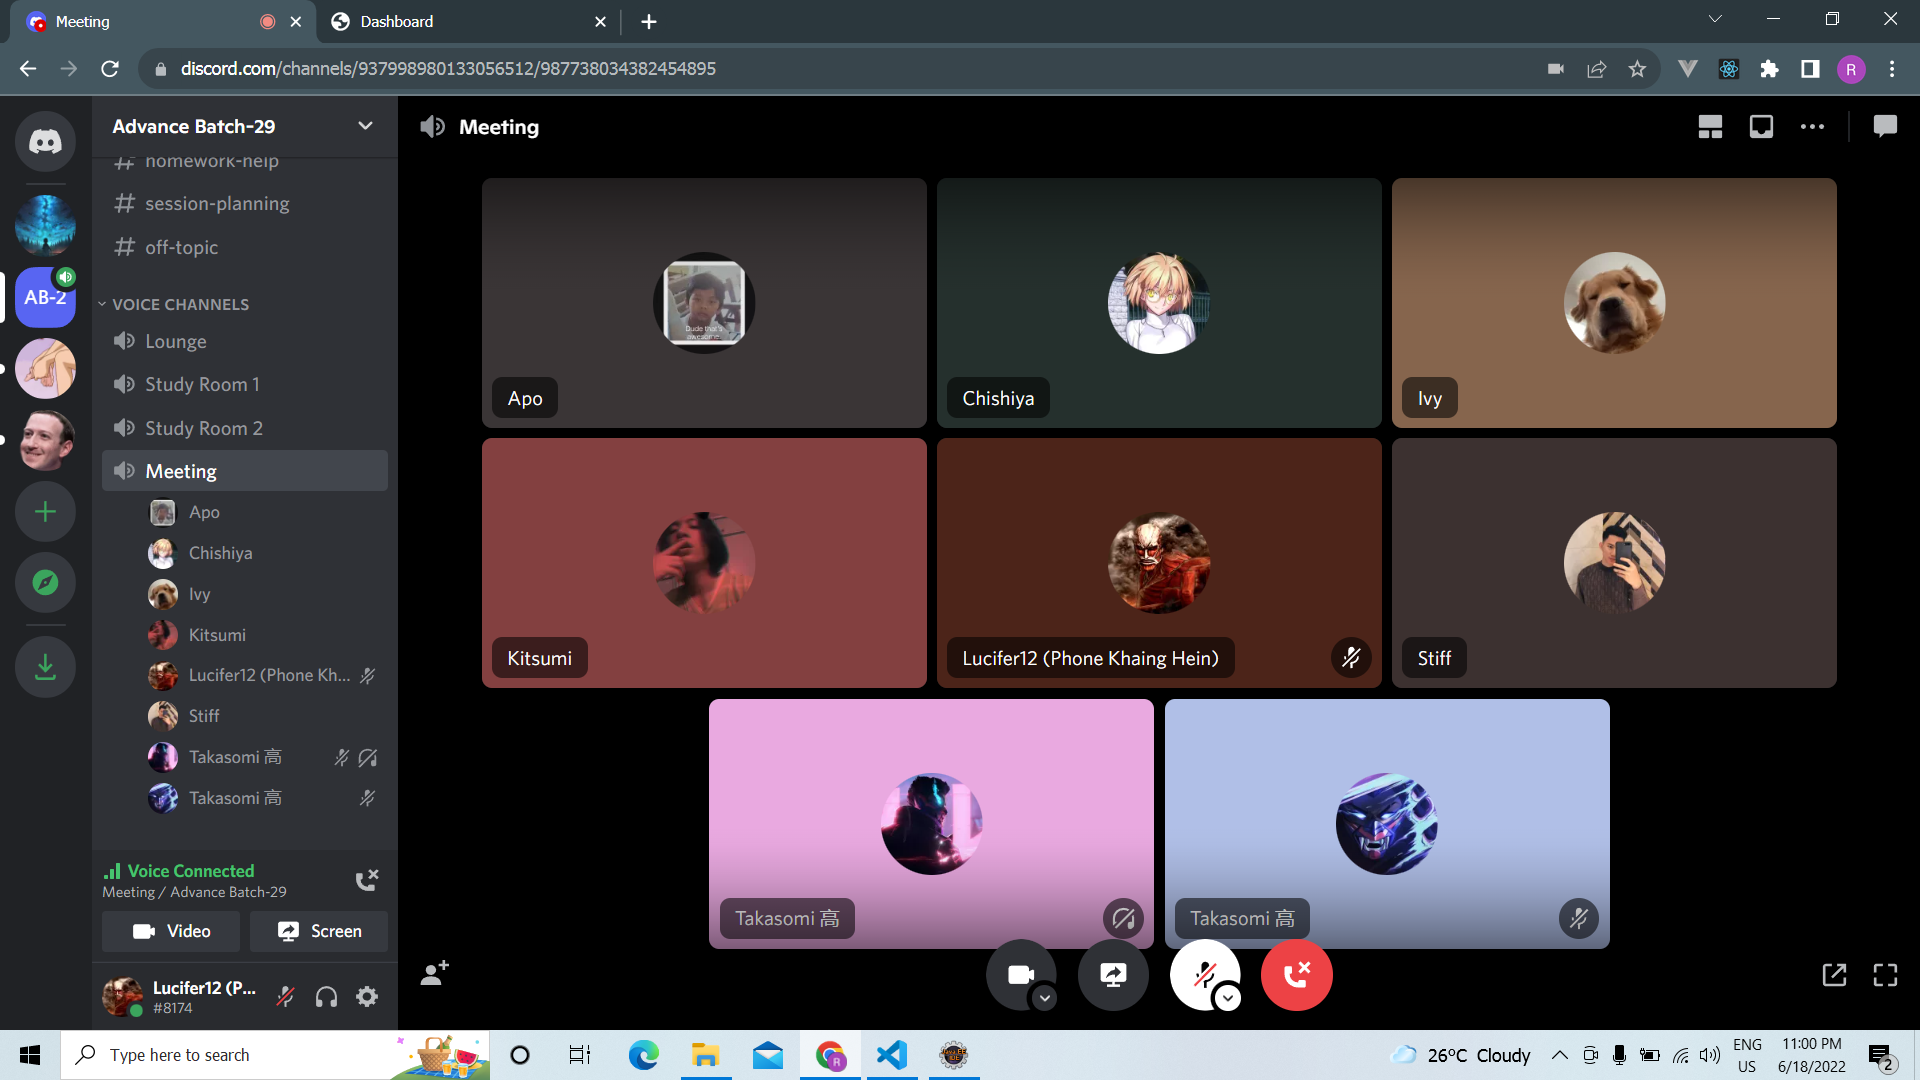 Meeting
Dashboard
discord.com/channels/937998980133056512/987738034382454895
R
Advance Batch-29
Meeting
homework-help
session-planning
off-topic
AB-2
VOICE CHANNELS
Lounge
Study Room 1
Study Room 2
Meeting
Apo
Chishiya
Ivy
Kitsumi
Lucifer12 (Phone Kh...
Stiff
Takasomi 高
Takasomi 高
Voice Connected
Meeting / Advance Batch-29
Video
Screen
Lucifer12 (P...
#8174
Dude that's
awesome
Apo
Chishiya
Ivy
Kitsumi
Lucifer12 (Phone Khaing Hein)
Stiff
Takasomi 高
Takasomi 高
Type here to search
R
26°C Cloudy
ENG
US
11:00 PM
6/18/2022
2